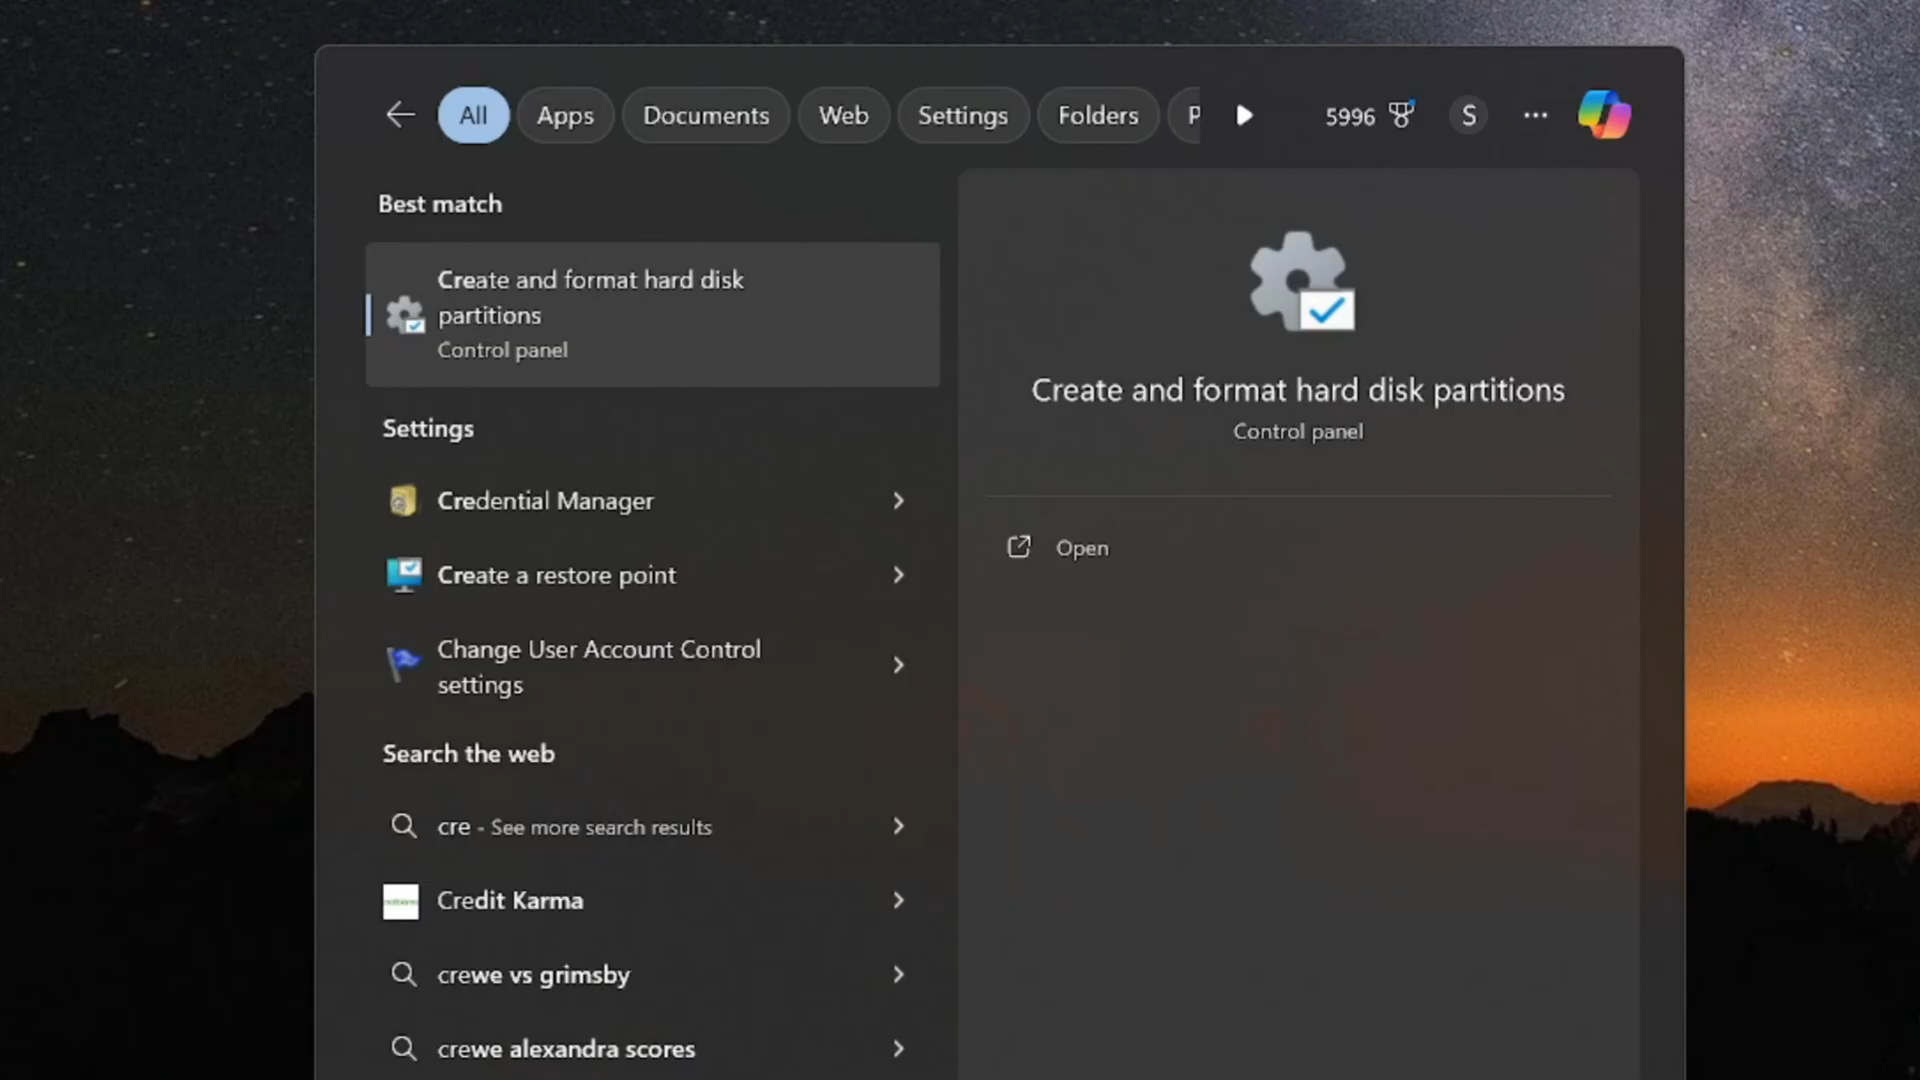 All
Apps
Documents
Web
Settings
Folders
P
5996
S
Best match
Create and format hard disk
partitions
Control panel
Create and format hard disk partitions
Control panel
Open
Settings
Credential Manager
Create a restore point
Change User Account Control
settings
Search the web
cre - See more search results
Credit Karma
crewe vs grimsby
crewe alexandra scores